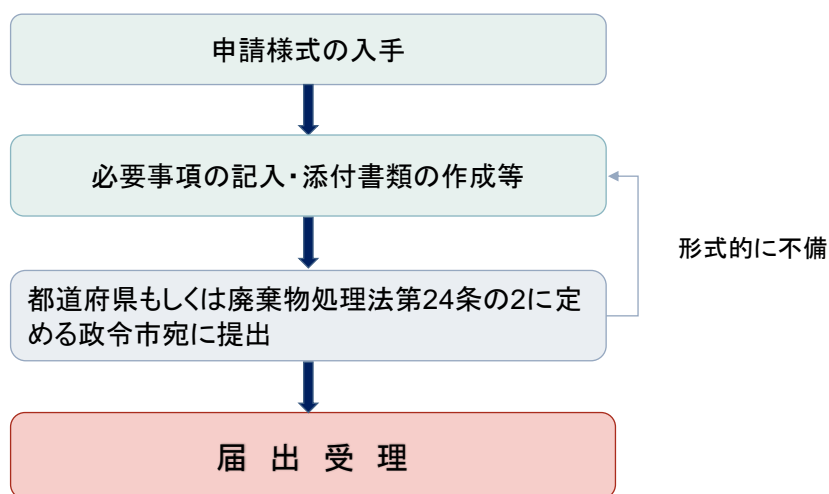 申請様式の入手
必要事項の記入・添付書類の作成等
形式的に不備
都道府県もしくは廃棄物処理法第24条の2に定
める政令市宛に提出
届 出 受 理